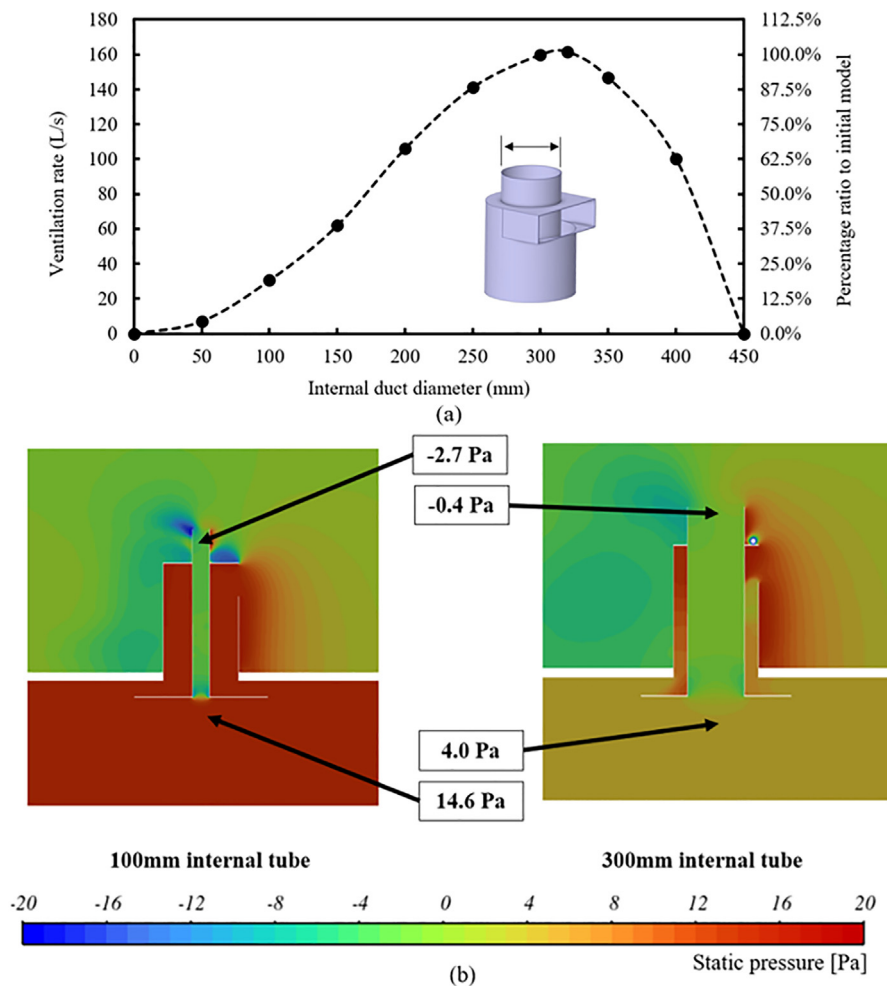 180
160
140
120
100
80
60
40
20
0
Ventilation rate (L/s)
112.5%
100.0%
87.5%
75.0%
62.5%
50.0%
37.5%
25.0%
12.5%
0.0%
Percentage ratio to initial model
0 50 100 150 200 250 300 350 400 450
Internal duct diameter (mm)
(a)
-2.7 Pa
-0.4 Pa
4.0 Pa
14.6 Pa
100mm internal tube 300mm internal tube
-20 -16 -12 -8 -4 0 4 8 12 16 20
Static pressure [Pa]
(b)